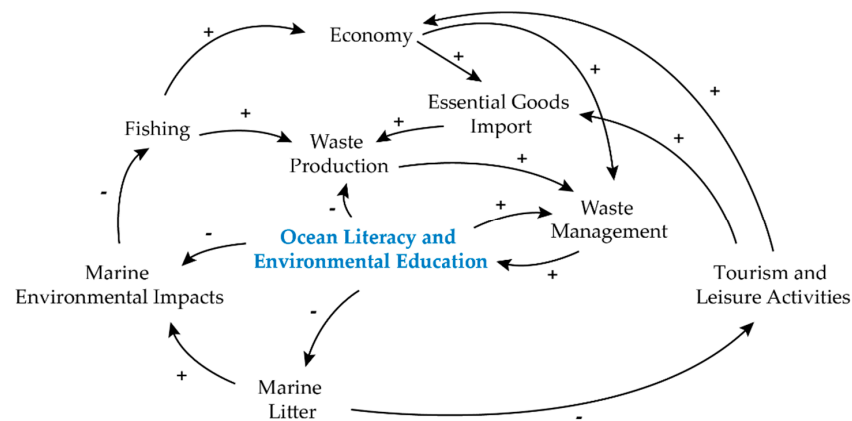 Economy
Essential Goods
Import
Fishing
Waste
Production
Waste
Management
Ocean Literacy and
Environmental Education
Marine
Environmental Impacts
Tourism and
Leisure Activities
Marine
Litter
+
+
+
+
+
+
+
+
+
+
+
+
-
-
-
-
-